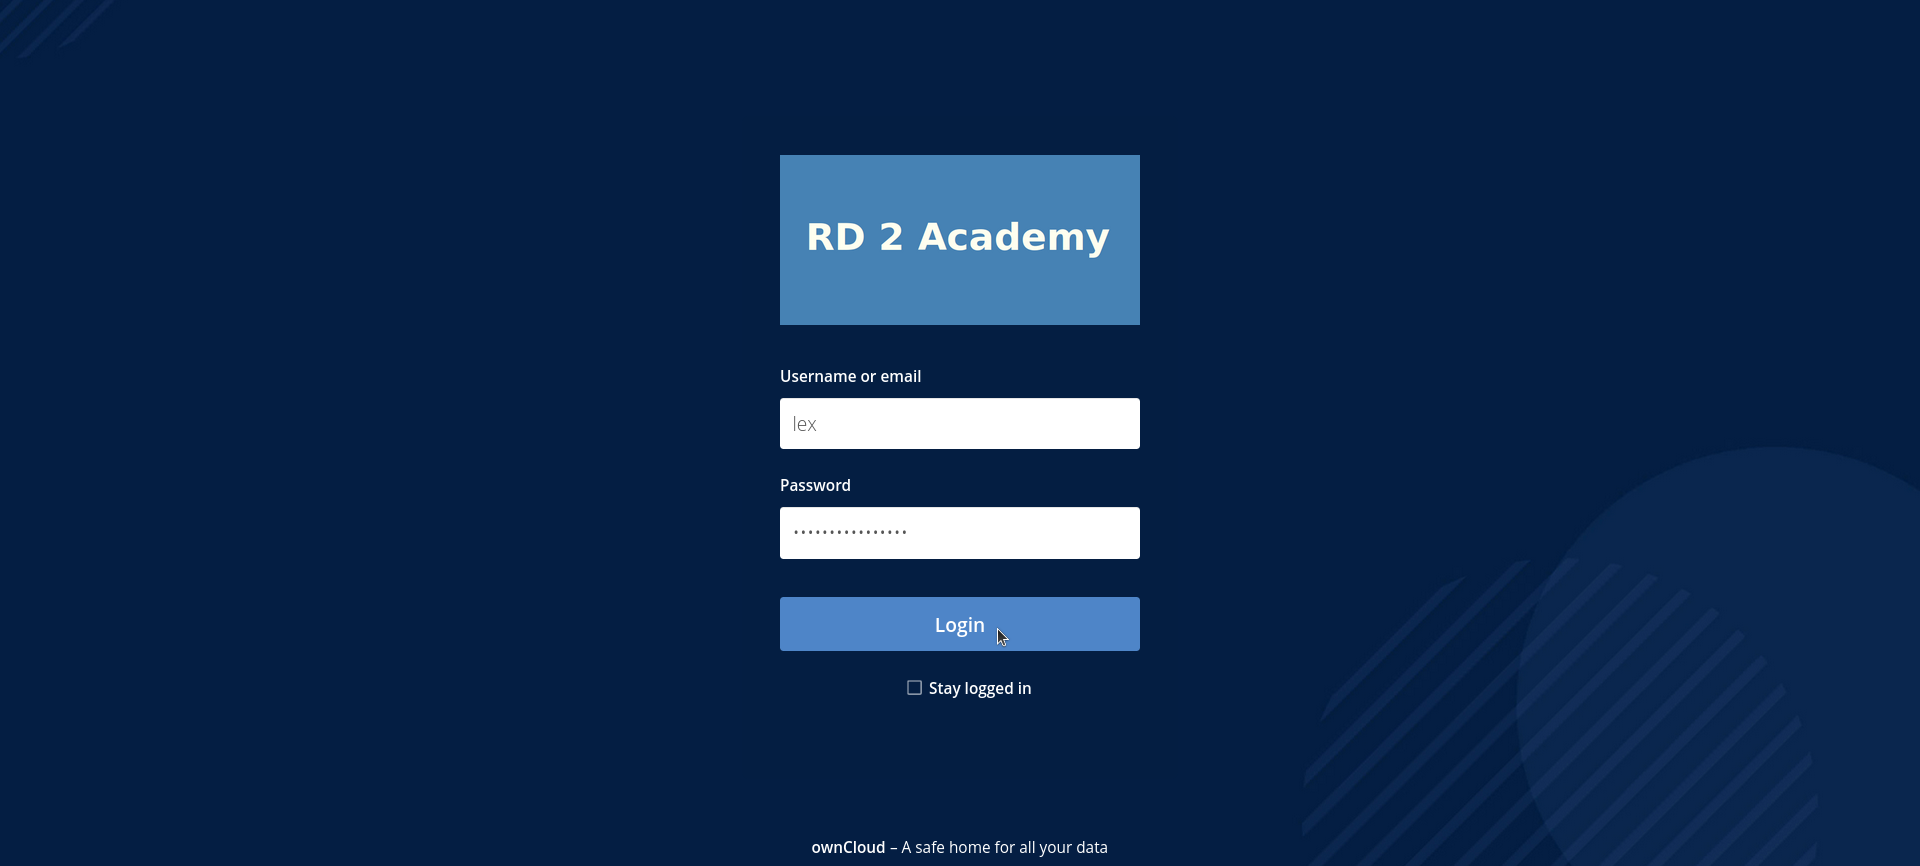 RD 2 Academy
Username or email
lex
Password
••••••••••••••••
Login
Stay logged in
ownCloud – A safe home for all your data